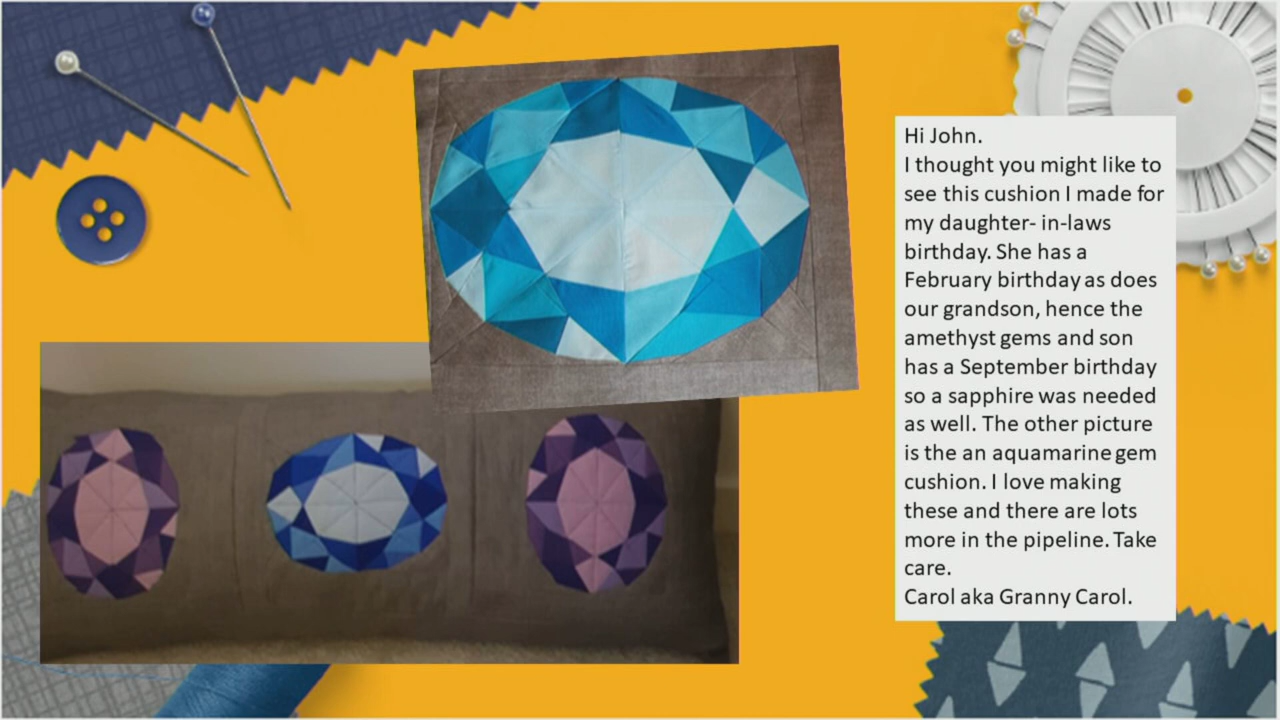 Hi John.
I thought you might like to
see this cushion I made for
my daughter- in-laws
birthday. She has a
February birthday as does
our grandson, hence the
amethyst gems and son
has a September birthday
so a sapphire was needed
as well. The other picture
is the an aquamarine gem
cushion. I love making
these and there are lots
more in the pipeline. Take
care.
Carol aka Granny Carol.